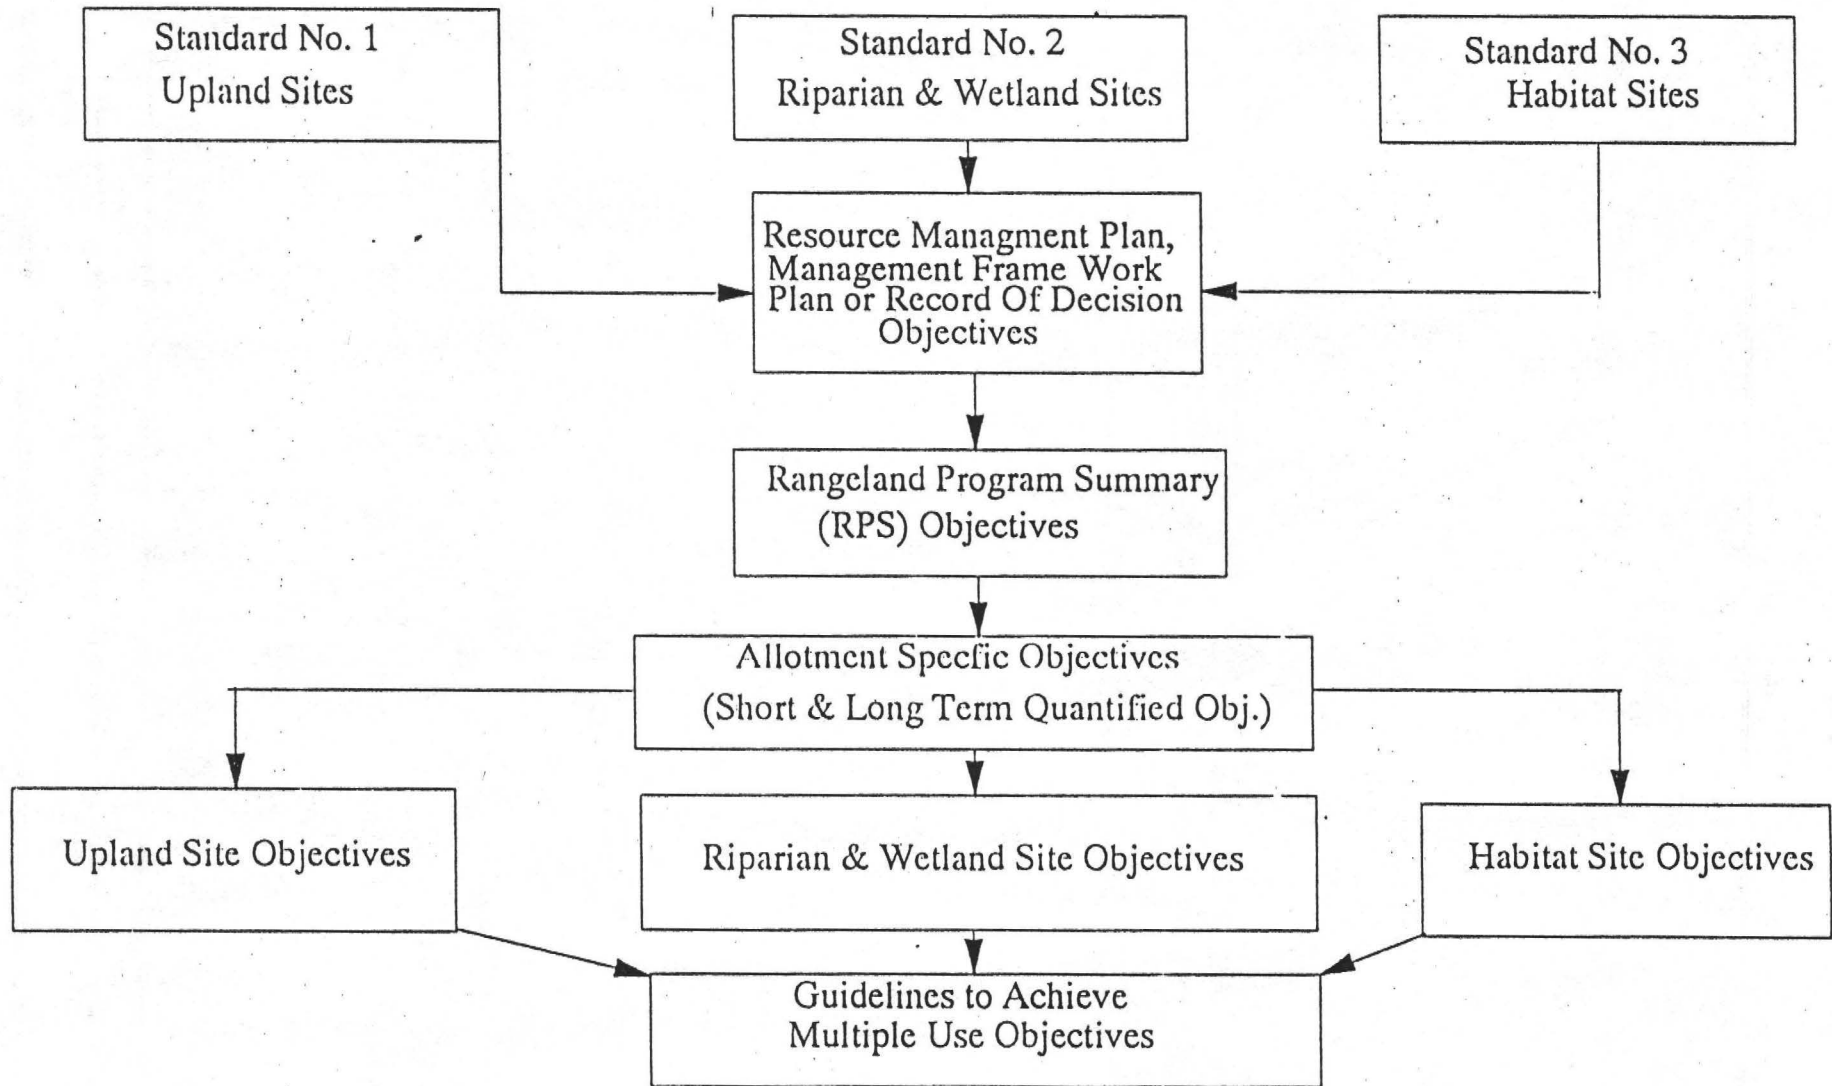 Standard No. 1
Upland Sites
Standard No. 2
Riparian & Wetland Sites
Standard No. 3
Habitat Sites
Resource Managment Plan,
Management Frame Work
Plan or Record Of Decision
Objectives
Rangeland Program Summary
(RPS) Objectives
Allotment Specfic Objectives
(Short & Long Term Quantified Obj.)
Upland Site Objectives
Riparian & Wetland Site Objectives
Habitat Site Objectives
Guidelines to Achieve
Multiple Use Objectives